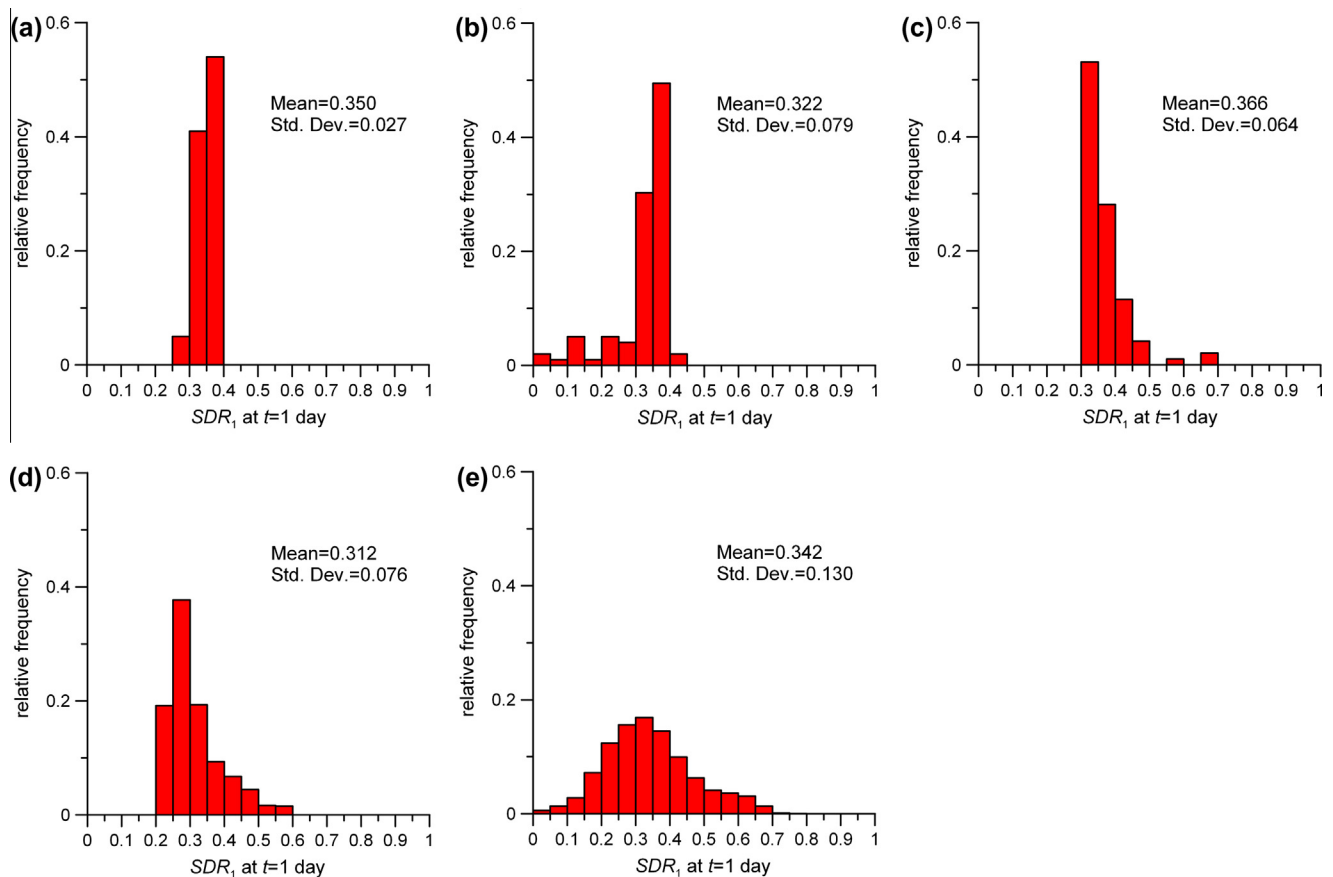 (a)
0.6
0.4
0.2
0
relative frequency
Mean=0.350
Std. Dev.=0.027
0 0.1 0.2 0.3 0.4 0.5 0.6 0.7 0.8 0.9 1
SDR₁ at t=1 day
(b)
0.6
0.4
0.2
0
relative frequency
Mean=0.322
Std. Dev.=0.079
0 0.1 0.2 0.3 0.4 0.5 0.6 0.7 0.8 0.9 1
SDR₁ at t=1 day
(c)
0.6
0.4
0.2
0
relative frequency
Mean=0.366
Std. Dev.=0.064
0 0.1 0.2 0.3 0.4 0.5 0.6 0.7 0.8 0.9 1
SDR₁ at t=1 day
(d)
0.6
0.4
0.2
0
relative frequency
Mean=0.312
Std. Dev.=0.076
0 0.1 0.2 0.3 0.4 0.5 0.6 0.7 0.8 0.9 1
SDR₁ at t=1 day
(e)
0.6
0.4
0.2
0
relative frequency
Mean=0.342
Std. Dev.=0.130
0 0.1 0.2 0.3 0.4 0.5 0.6 0.7 0.8 0.9 1
SDR₁ at t=1 day